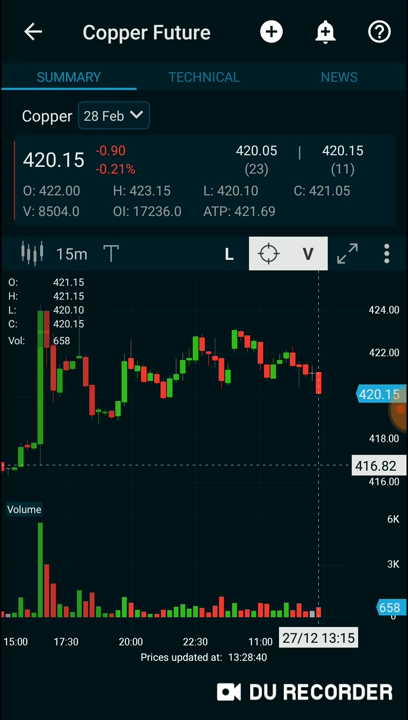 Copper Future
SUMMARY TECHNICAL NEWS
Copper 28 Feb
420.15 -0.90 420.05 | 420.15
-0.21% (23) (11)
O: 422.00 H: 423.15 L: 420.10 C: 421.05
V: 8504.0 OI: 17236.0 ATP: 421.69
15m T L V
O: 421.15
H: 421.15
L: 420.10
C: 420.15
Vol: 658
424.00
422.00
420.15
418.00
416.82
416.00
Volume
6K
3K
658
0
15:00 17:30 20:00 22:30 11:00 27/12 13:15
Prices updated at: 13:28:40
DU RECORDER